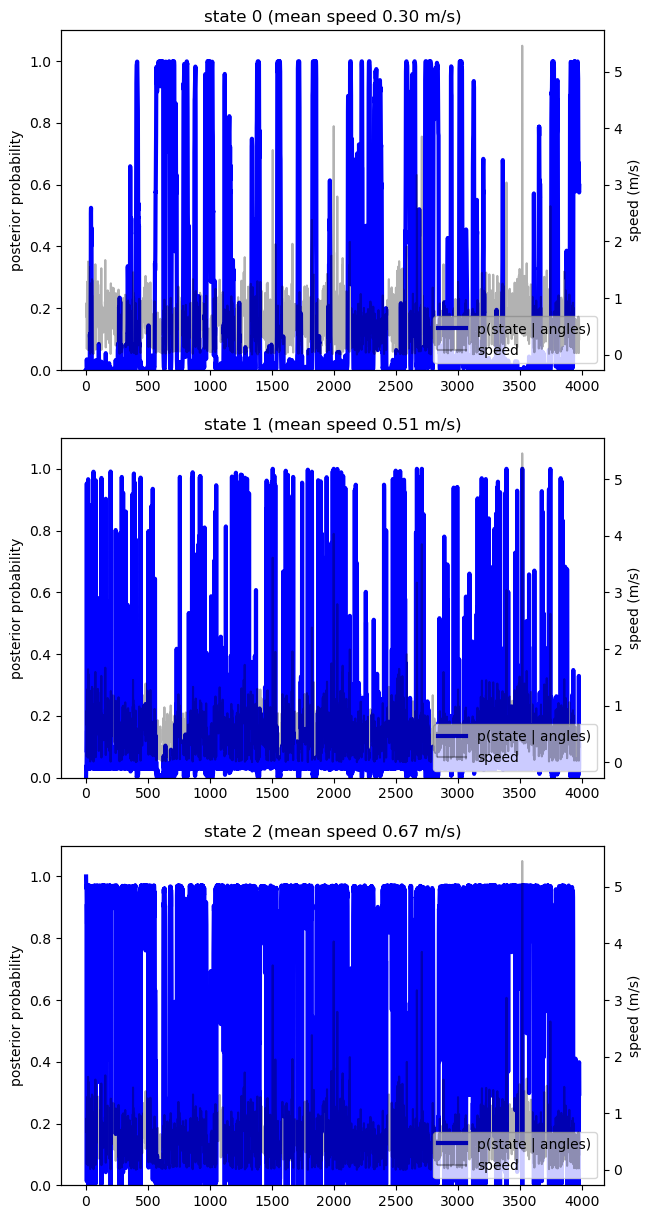 state 0 (mean speed 0.30 m/s)
1.0
0.8
0.6
0.4
0.2
0.0
posterior probability
5
4
3
2
1
0
speed (m/s)
p(state | angles)
speed
0 500 1000 1500 2000 2500 3000 3500 4000
state 1 (mean speed 0.51 m/s)
1.0
0.8
0.6
0.4
0.2
0.0
posterior probability
5
4
3
2
1
0
speed (m/s)
p(state | angles)
speed
0 500 1000 1500 2000 2500 3000 3500 4000
state 2 (mean speed 0.67 m/s)
1.0
0.8
0.6
0.4
0.2
0.0
posterior probability
5
4
3
2
1
0
speed (m/s)
p(state | angles)
speed
0 500 1000 1500 2000 2500 3000 3500 4000